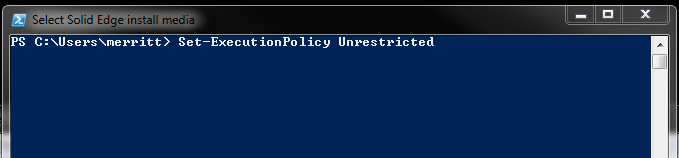 Select Solid Edge install media
PS C:\Users\merritt> Set-ExecutionPolicy Unrestricted